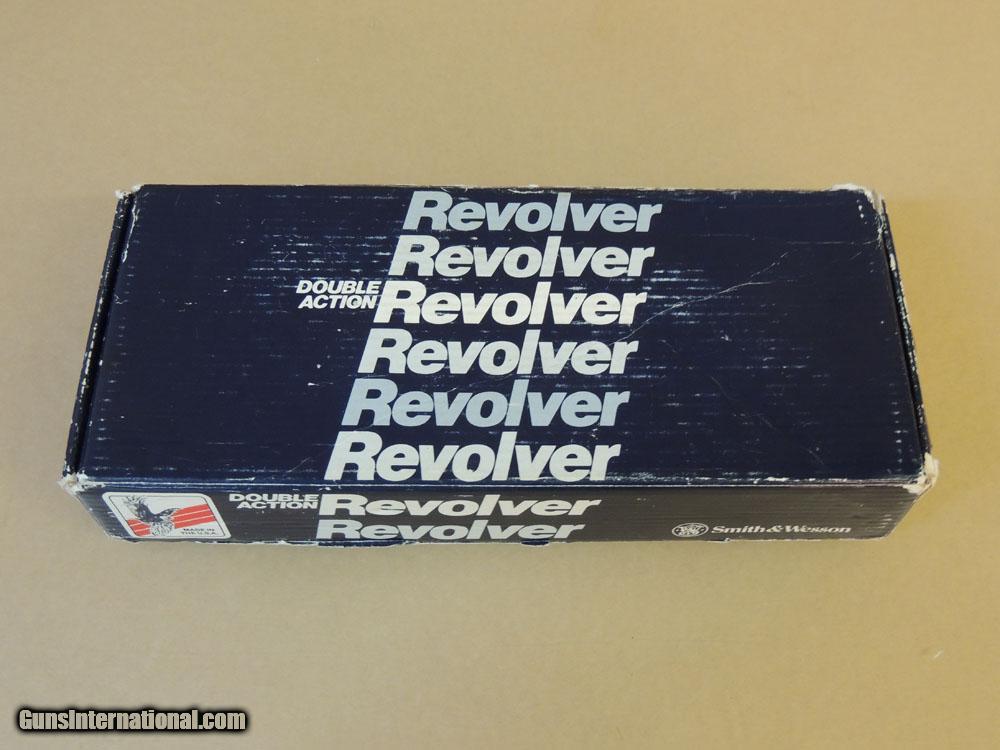 Revolver
Revolver
DOUBLE
ACTION Revolver
Revolver
Revolver
Revolver
DOUBLE
ACTION Revolver
Revolver
MADE IN
THE U.S.A.
Smith & Wesson
GunsInternational.com